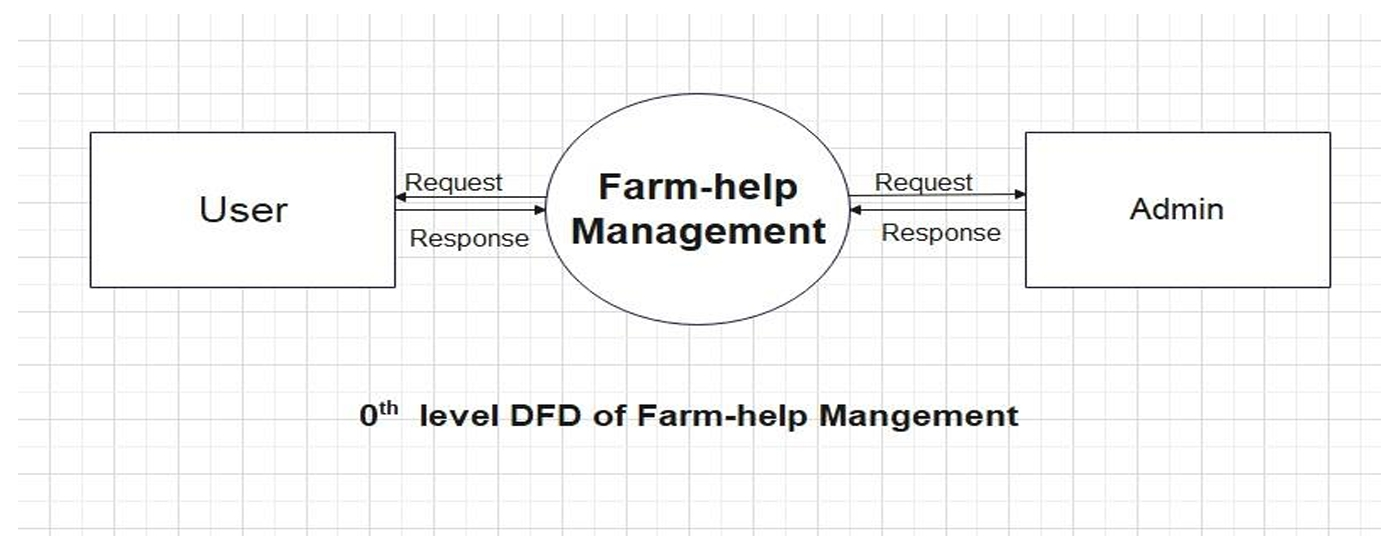 User
Request
Response
Farm-help
Management
Request
Response
Admin
0th level DFD of Farm-help Mangement